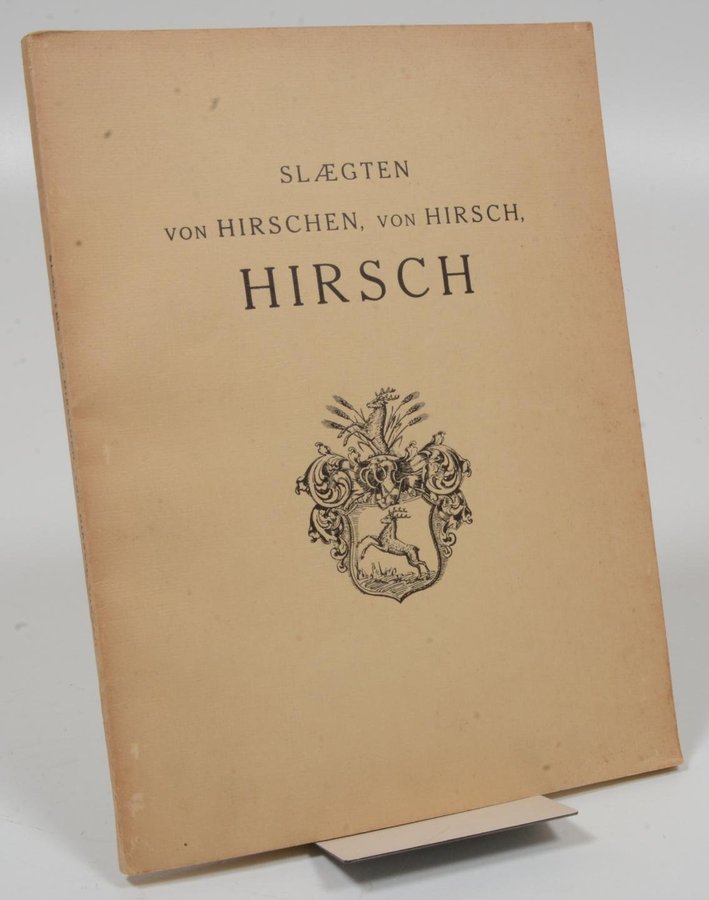 SLÆGTEN
VON HIRSCHEN, VON HIRSCH,
HIRSCH